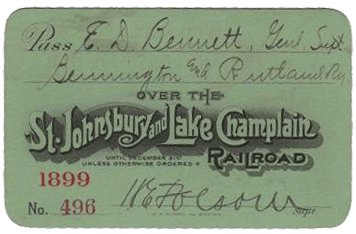 Pass E. D. Bennett, Genl Supt
Bennington and Rutland Ry
OVER THE
St. Johnsbury and Lake Champlain
RAILROAD
UNTIL DECEMBER 31ST
UNLESS OTHERWISE ORDERED
1899
No. 496
H E Folsom
Supt.